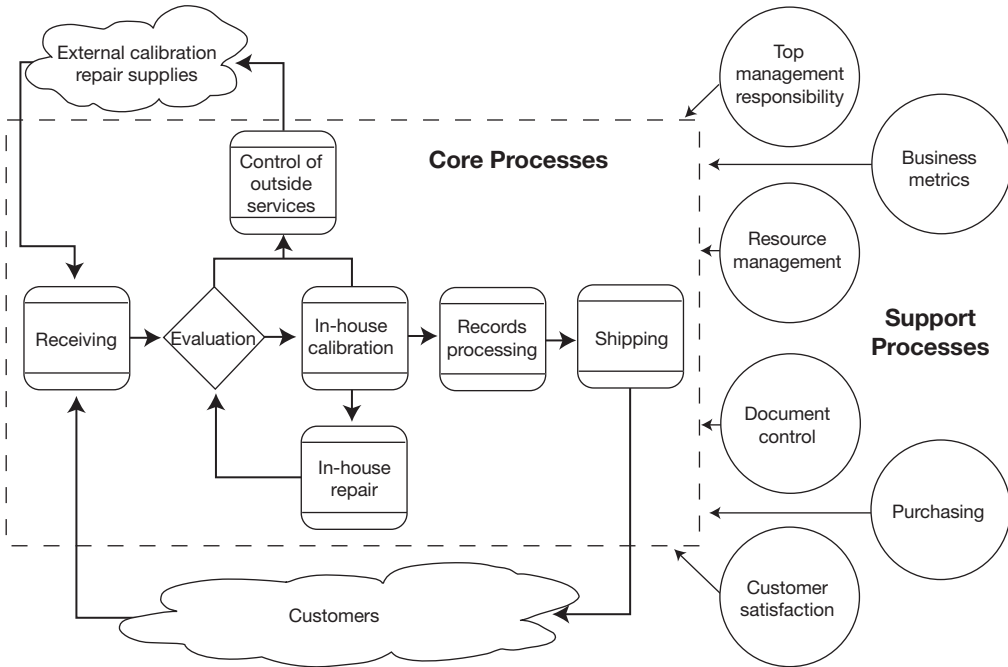 External calibration
repair supplies
Top
management
responsibility
Core Processes
Business
metrics
Control of
outside
services
Resource
management
Receiving
Evaluation
In-house
calibration
Records
processing
Shipping
Support
Processes
Document
control
In-house
repair
Purchasing
Customers
Customer
satisfaction